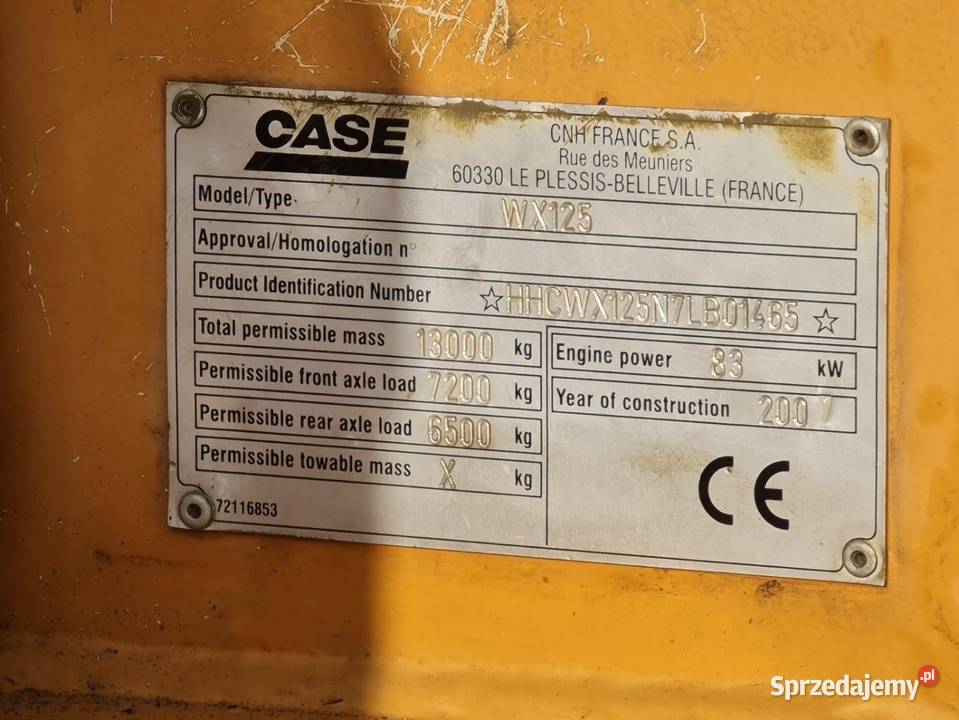 CASE
CNH FRANCE S.A.
Rue des Meuniers
60330 LE PLESSIS-BELLEVILLE (FRANCE)
Model/Type WX125
Approval/Homologation n°
Product Identification Number ☆HHCWX125N7LB01465☆
Total permissible mass 13000 kg
Permissible front axle load 7200 kg
Permissible rear axle load 6500 kg
Permissible towable mass X kg
Engine power 83 kW
Year of construction 2007
CE
72116853
Sprzedajemy.pl